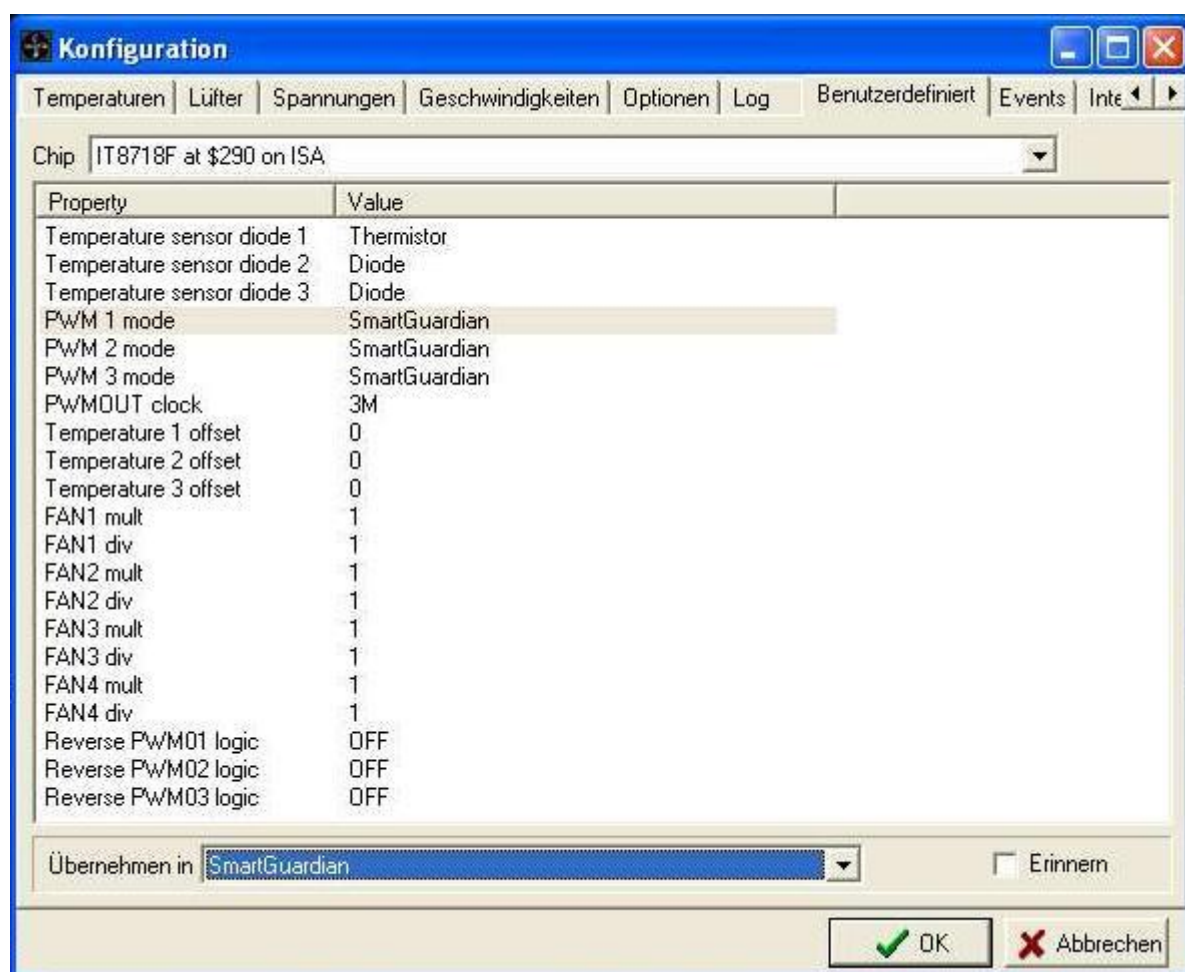 Konfiguration
Temperaturen Lüfter Spannungen Geschwindigkeiten Optionen Log Benutzerdefiniert Events Inte
Chip IT8718F at $290 on ISA
Property Value
Temperature sensor diode 1 Thermistor
Temperature sensor diode 2 Diode
Temperature sensor diode 3 Diode
PWM 1 mode SmartGuardian
PWM 2 mode SmartGuardian
PWM 3 mode SmartGuardian
PWMOUT clock 3M
Temperature 1 offset 0
Temperature 2 offset 0
Temperature 3 offset 0
FAN1 mult 1
FAN1 div 1
FAN2 mult 1
FAN2 div 1
FAN3 mult 1
FAN3 div 1
FAN4 mult 1
FAN4 div 1
Reverse PWM01 logic OFF
Reverse PWM02 logic OFF
Reverse PWM03 logic OFF
Übernehmen in SmartGuardian Erinnern
OK Abbrechen